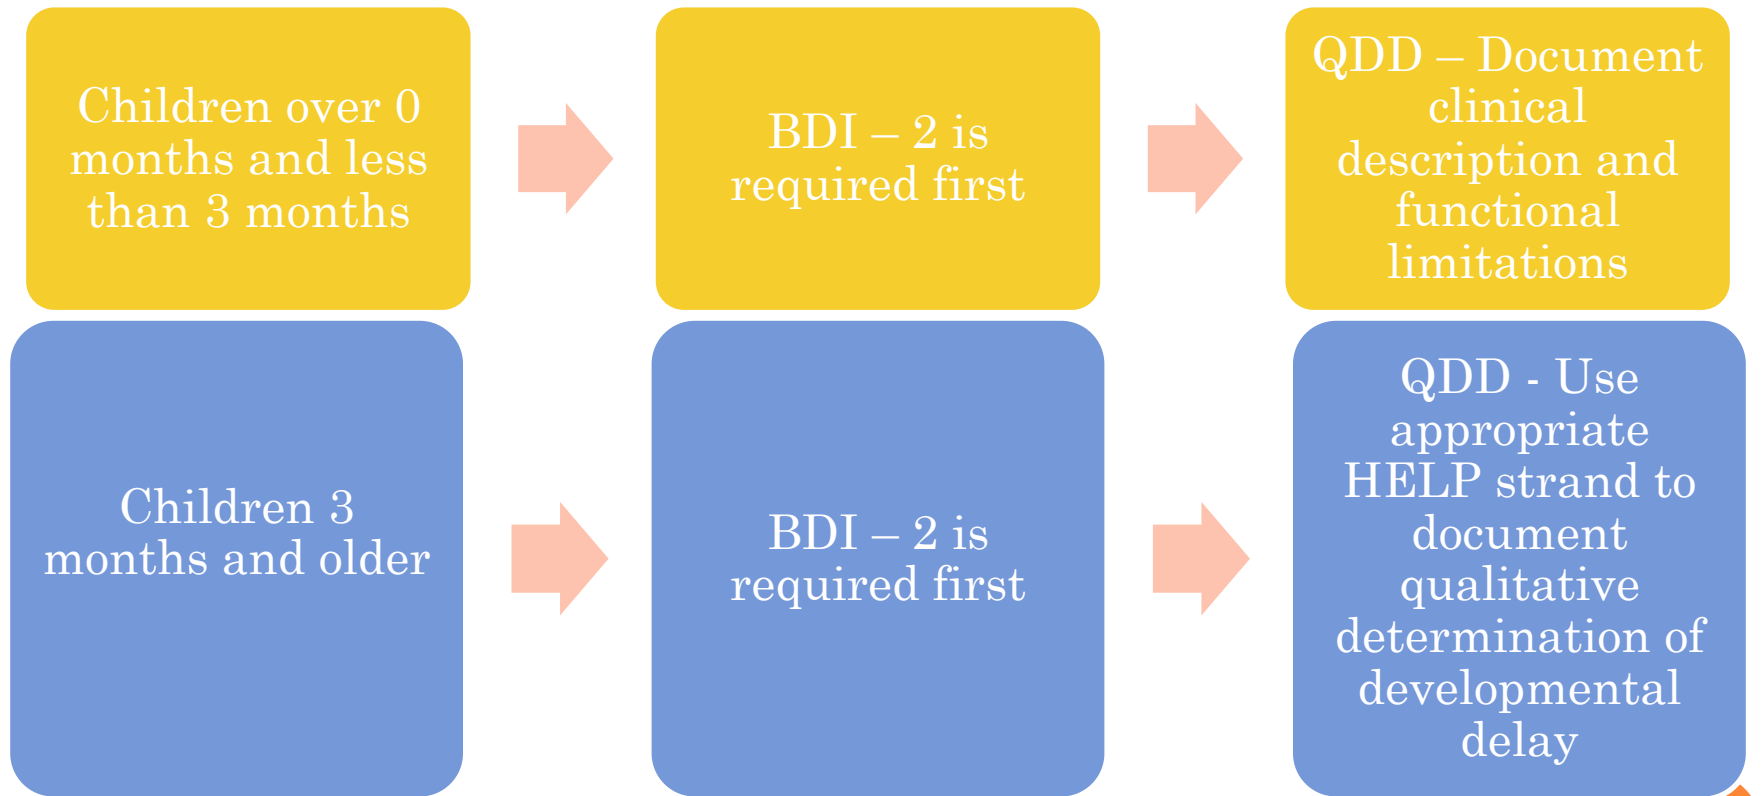 Children over 0
months and less
than 3 months
BDI – 2 is
required first
QDD – Document
clinical
description and
functional
limitations
Children 3
months and older
BDI – 2 is
required first
QDD - Use
appropriate
HELP strand to
document
qualitative
determination of
developmental
delay